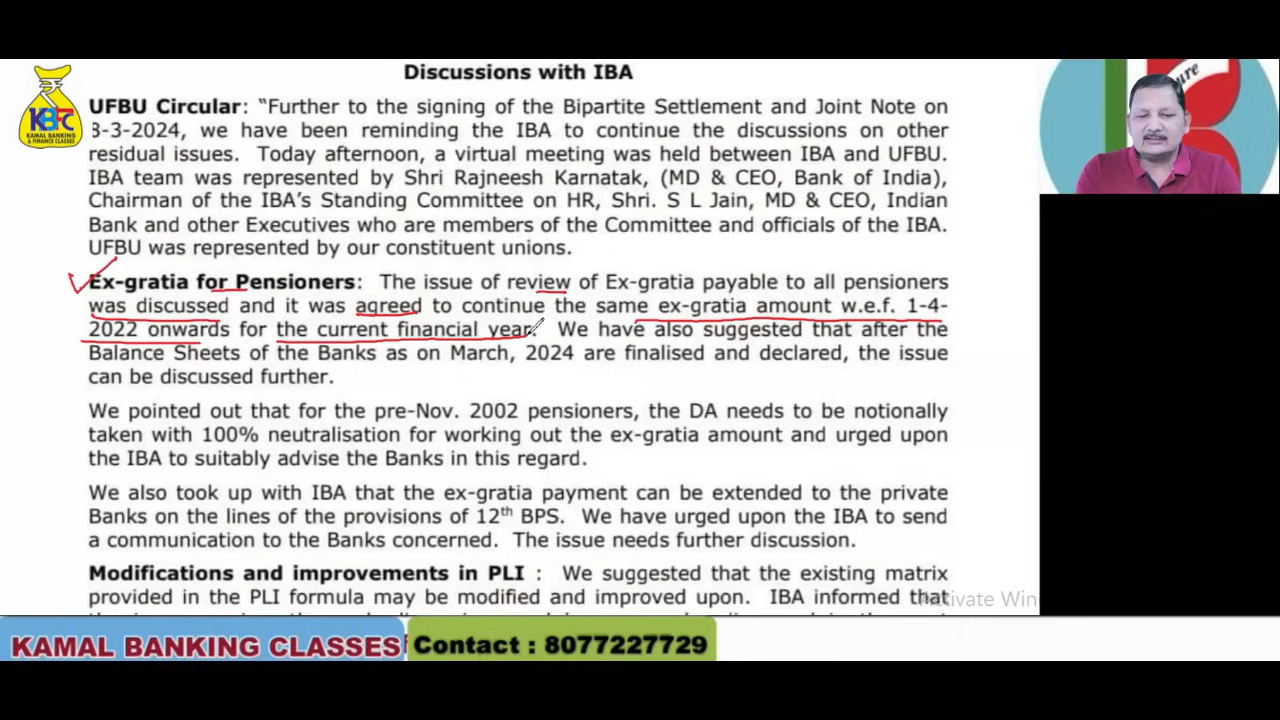 Discussions with IBA
UFBU Circular: “Further to the signing of the Bipartite Settlement and Joint Note on
8-3-2024, we have been reminding the IBA to continue the discussions on other
residual issues. Today afternoon, a virtual meeting was held between IBA and UFBU.
IBA team was represented by Shri Rajneesh Karnatak, (MD & CEO, Bank of India),
Chairman of the IBA’s Standing Committee on HR, Shri. S L Jain, MD & CEO, Indian
Bank and other Executives who are members of the Committee and officials of the IBA.
UFBU was represented by our constituent unions.
Ex-gratia for Pensioners: The issue of review of Ex-gratia payable to all pensioners
was discussed and it was agreed to continue the same ex-gratia amount w.e.f. 1-4-
2022 onwards for the current financial year. We have also suggested that after the
Balance Sheets of the Banks as on March, 2024 are finalised and declared, the issue
can be discussed further.
We pointed out that for the pre-Nov. 2002 pensioners, the DA needs to be notionally
taken with 100% neutralisation for working out the ex-gratia amount and urged upon
the IBA to suitably advise the Banks in this regard.
We also took up with IBA that the ex-gratia payment can be extended to the private
Banks on the lines of the provisions of 12th BPS. We have urged upon the IBA to send
a communication to the Banks concerned. The issue needs further discussion.
Modifications and improvements in PLI : We suggested that the existing matrix
provided in the PLI formula may be modified and improved upon. IBA informed that
KBFC
KAMAL BANKING
& FINANCE CLASSES
Activate Win
KAMAL BANKING CLASSES
Contact : 8077227729